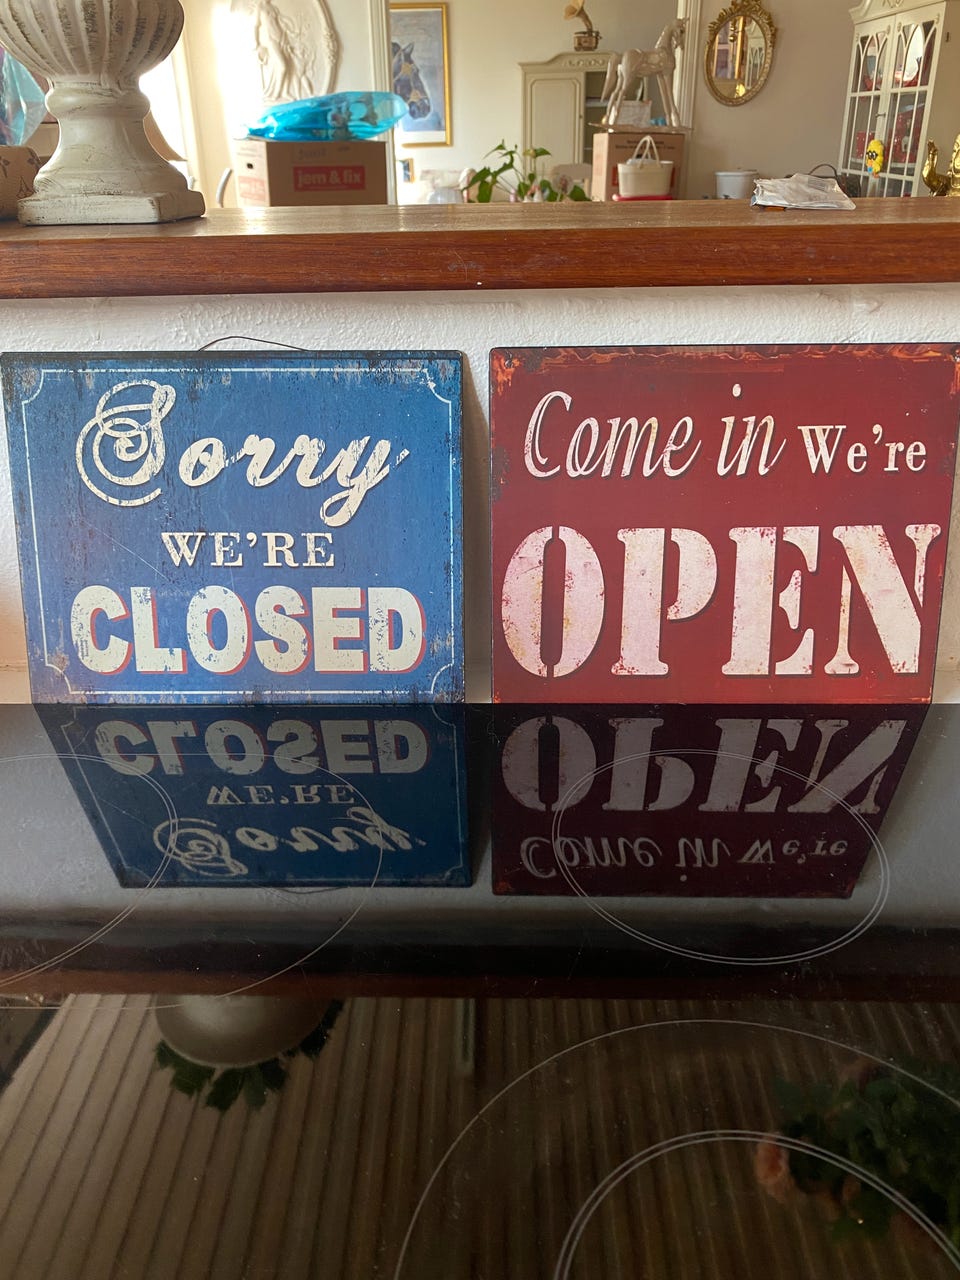 jem & fix
Sorry
WE'RE
CLOSED
Come in We're
OPEN